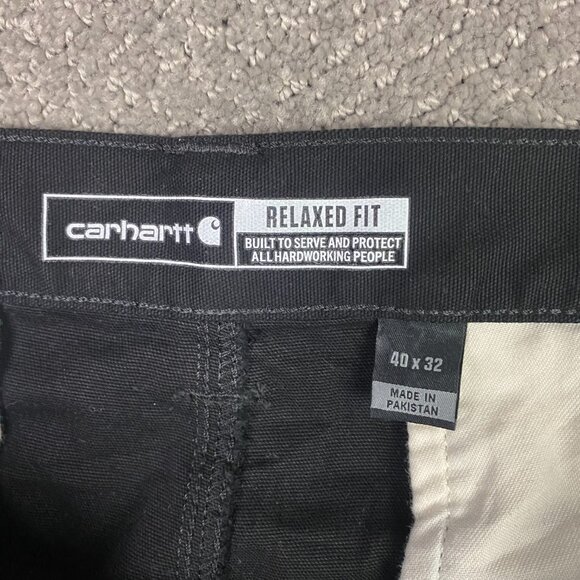 carhartt
RELAXED FIT
BUILT TO SERVE AND PROTECT
ALL HARDWORKING PEOPLE
40 x 32
MADE IN
PAKISTAN